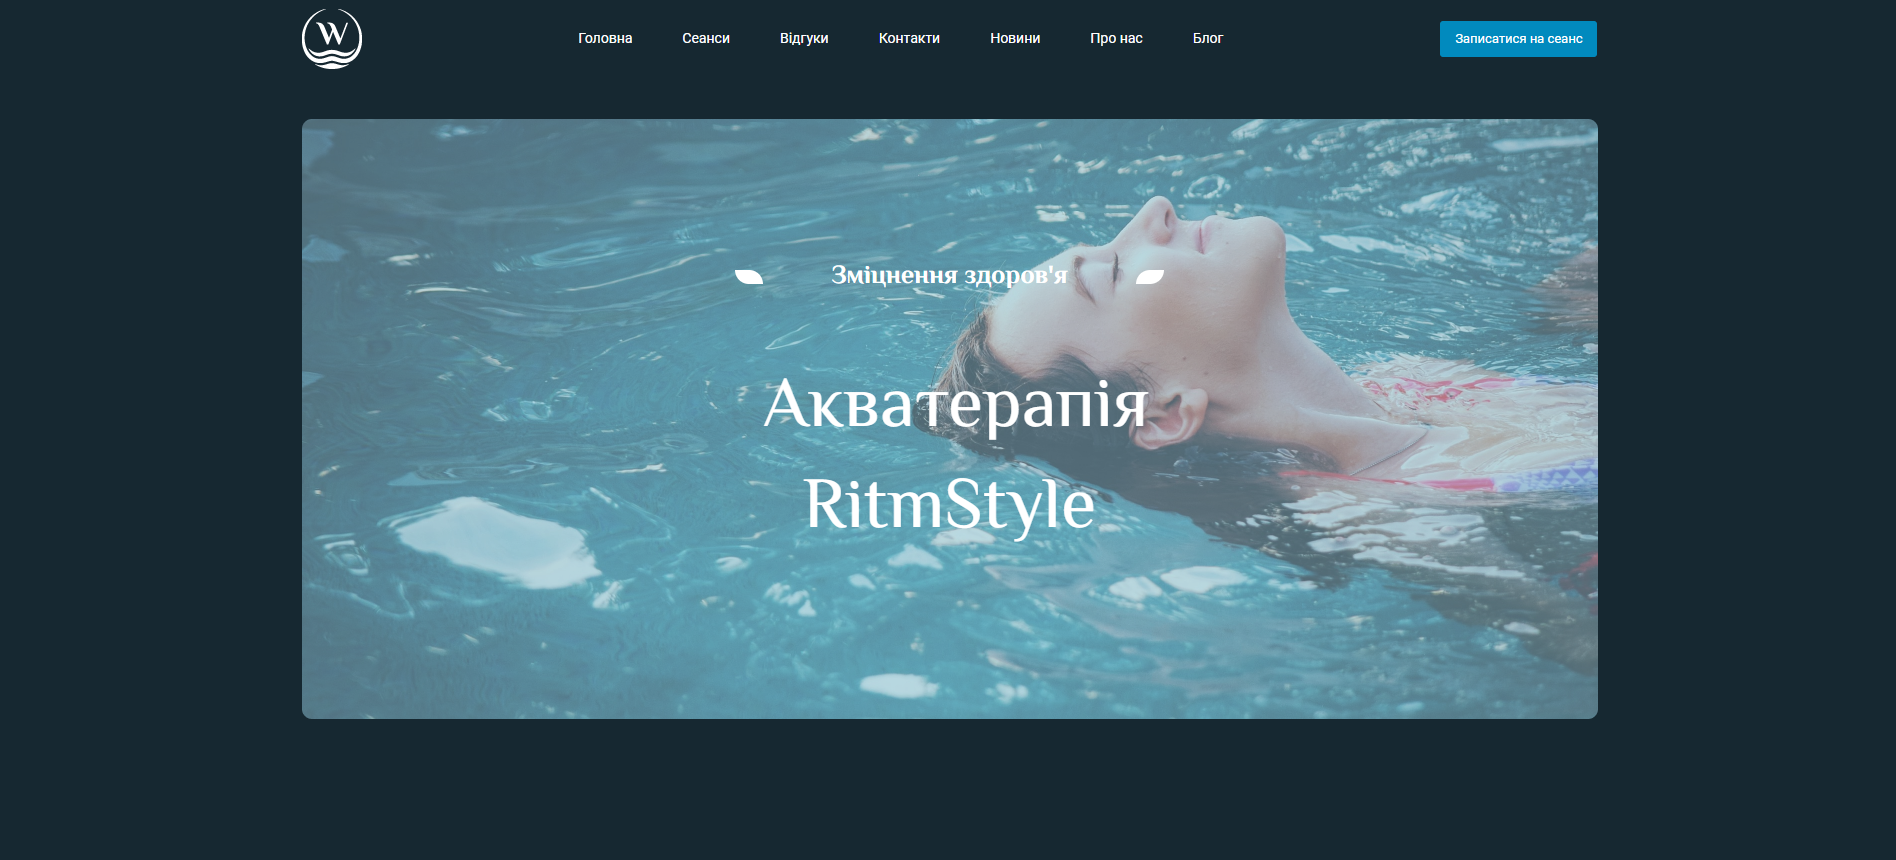 W
Головна Сеанси Відгуки Контакти Новини Про нас Блог
Записатися на сеанс
Зміцнення здоров'я
Акватерапія
RitmStyle